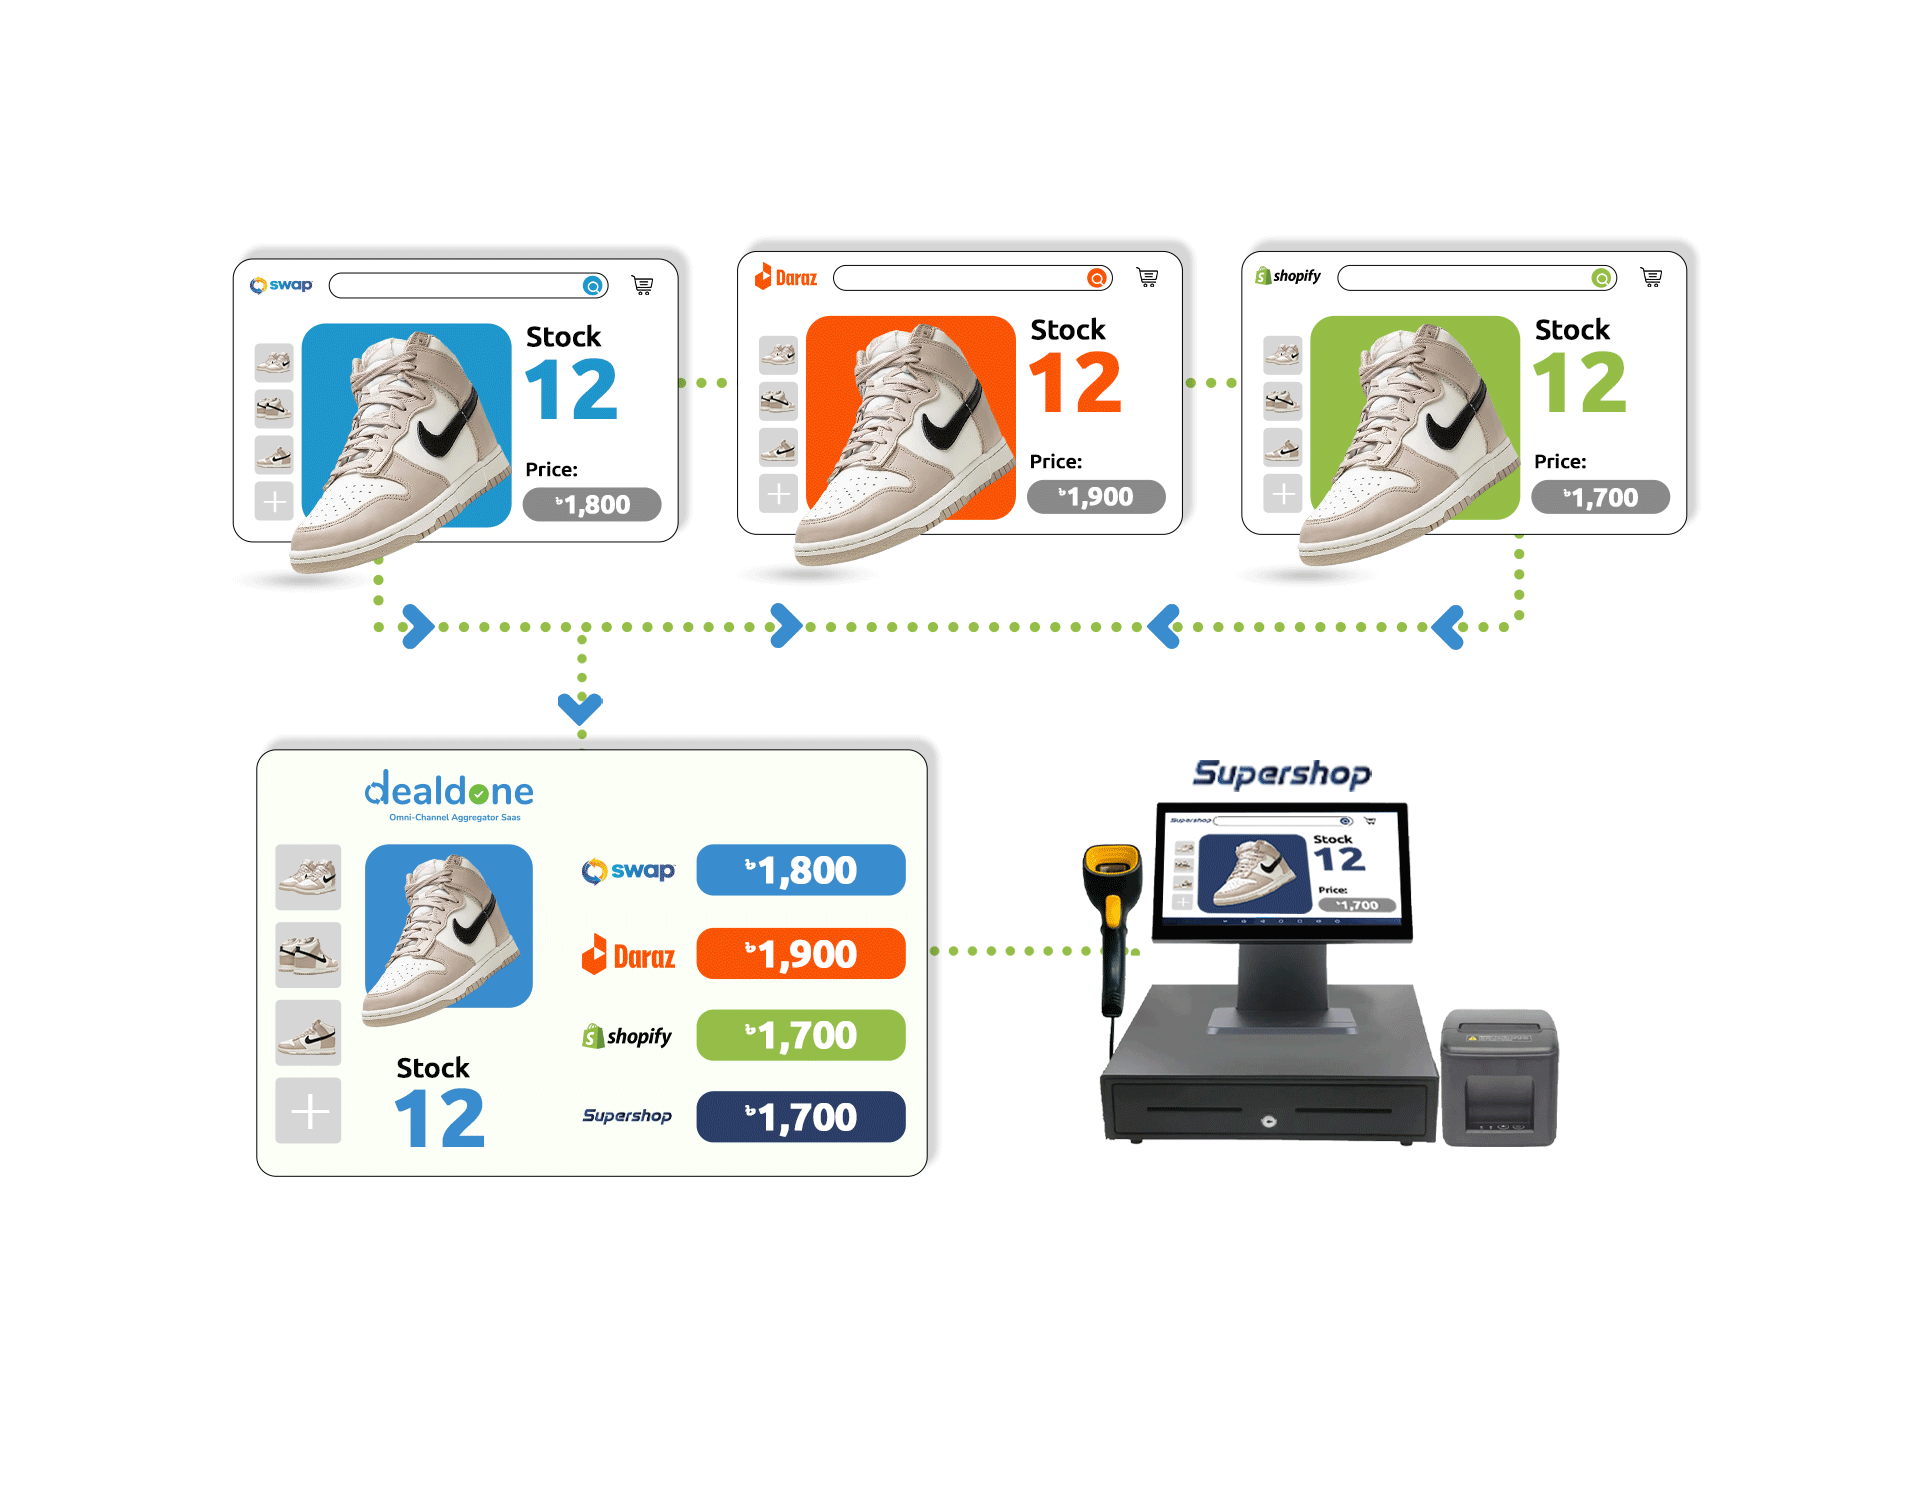 swap
Stock
12
Price:
৳1,800
Daraz
Stock
12
Price:
৳1,900
shopify
Stock
12
Price:
৳1,700
dealdone
Omni-Channel Aggregator Saas
Stock
12
swap
৳1,800
Daraz
৳1,900
shopify
৳1,700
Supershop
৳1,700
Supershop
Supershop
Stock
12
Price:
৳1,700